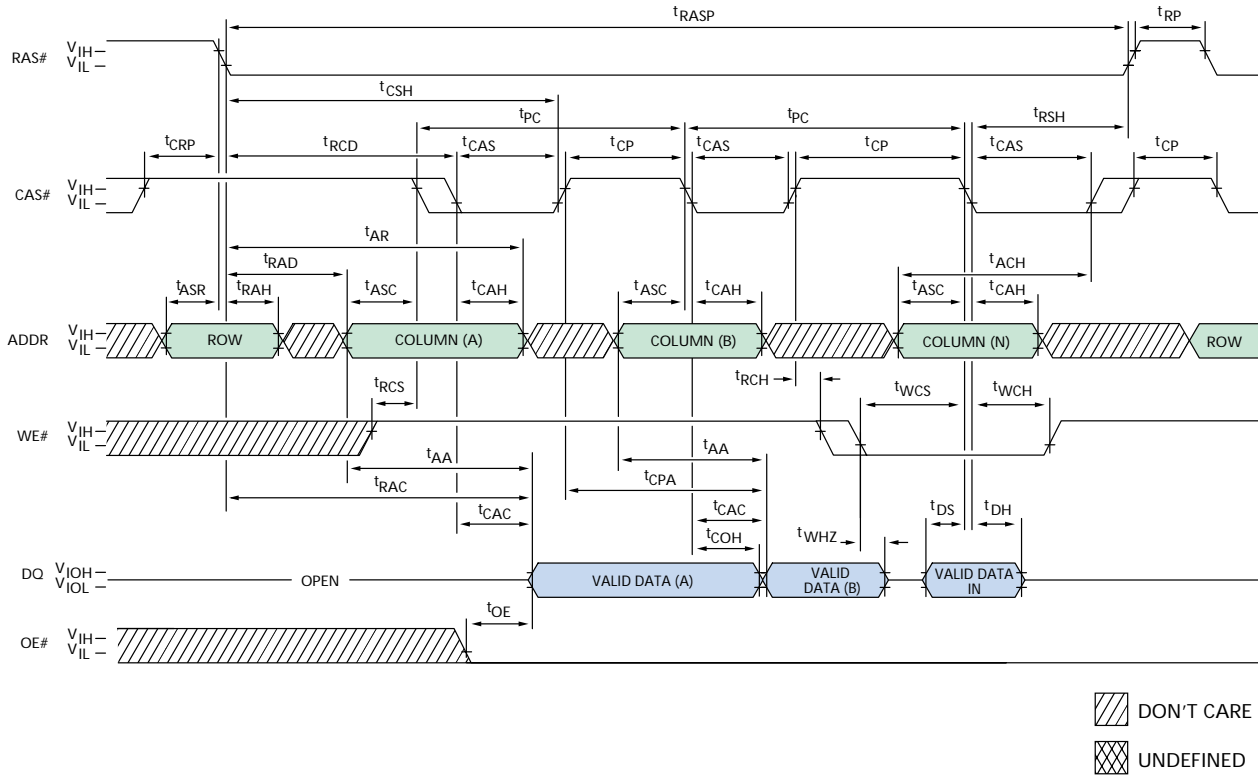 tRASP
tRP
RAS# VIH
VIL
tCSH
tPC tPC
tRSH
tCRP tRCD tCAS tCP tCAS tCP tCAS tCP
CAS# VIH
VIL
tAR
tRAD tACH
tASR tRAH tASC tCAH tASC tCAH tASC tCAH
ADDR VIH
VIL
ROW COLUMN (A) COLUMN (B) COLUMN (N) ROW
tRCS tRCH tWCS tWCH
WE# VIH
VIL
tAA tAA
tRAC tCPA
tCAC tCAC tDS tDH
tCOH tWHZ
DQ VIOH
VIOL
OPEN VALID DATA (A) VALID DATA (B) VALID DATA IN
tOE
OE# VIH
VIL
DON'T CARE
UNDEFINED